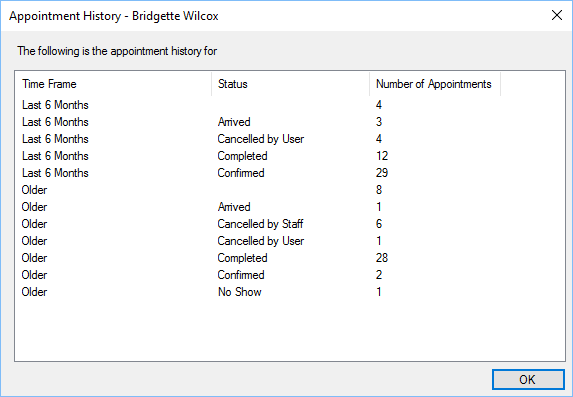 Appointment History - Bridgette Wilcox
The following is the appointment history for
Time Frame Status Number of Appointments
Last 6 Months 4
Last 6 Months Arrived 3
Last 6 Months Cancelled by User 4
Last 6 Months Completed 12
Last 6 Months Confirmed 29
Older 8
Older Arrived 1
Older Cancelled by Staff 6
Older Cancelled by User 1
Older Completed 28
Older Confirmed 2
Older No Show 1
OK